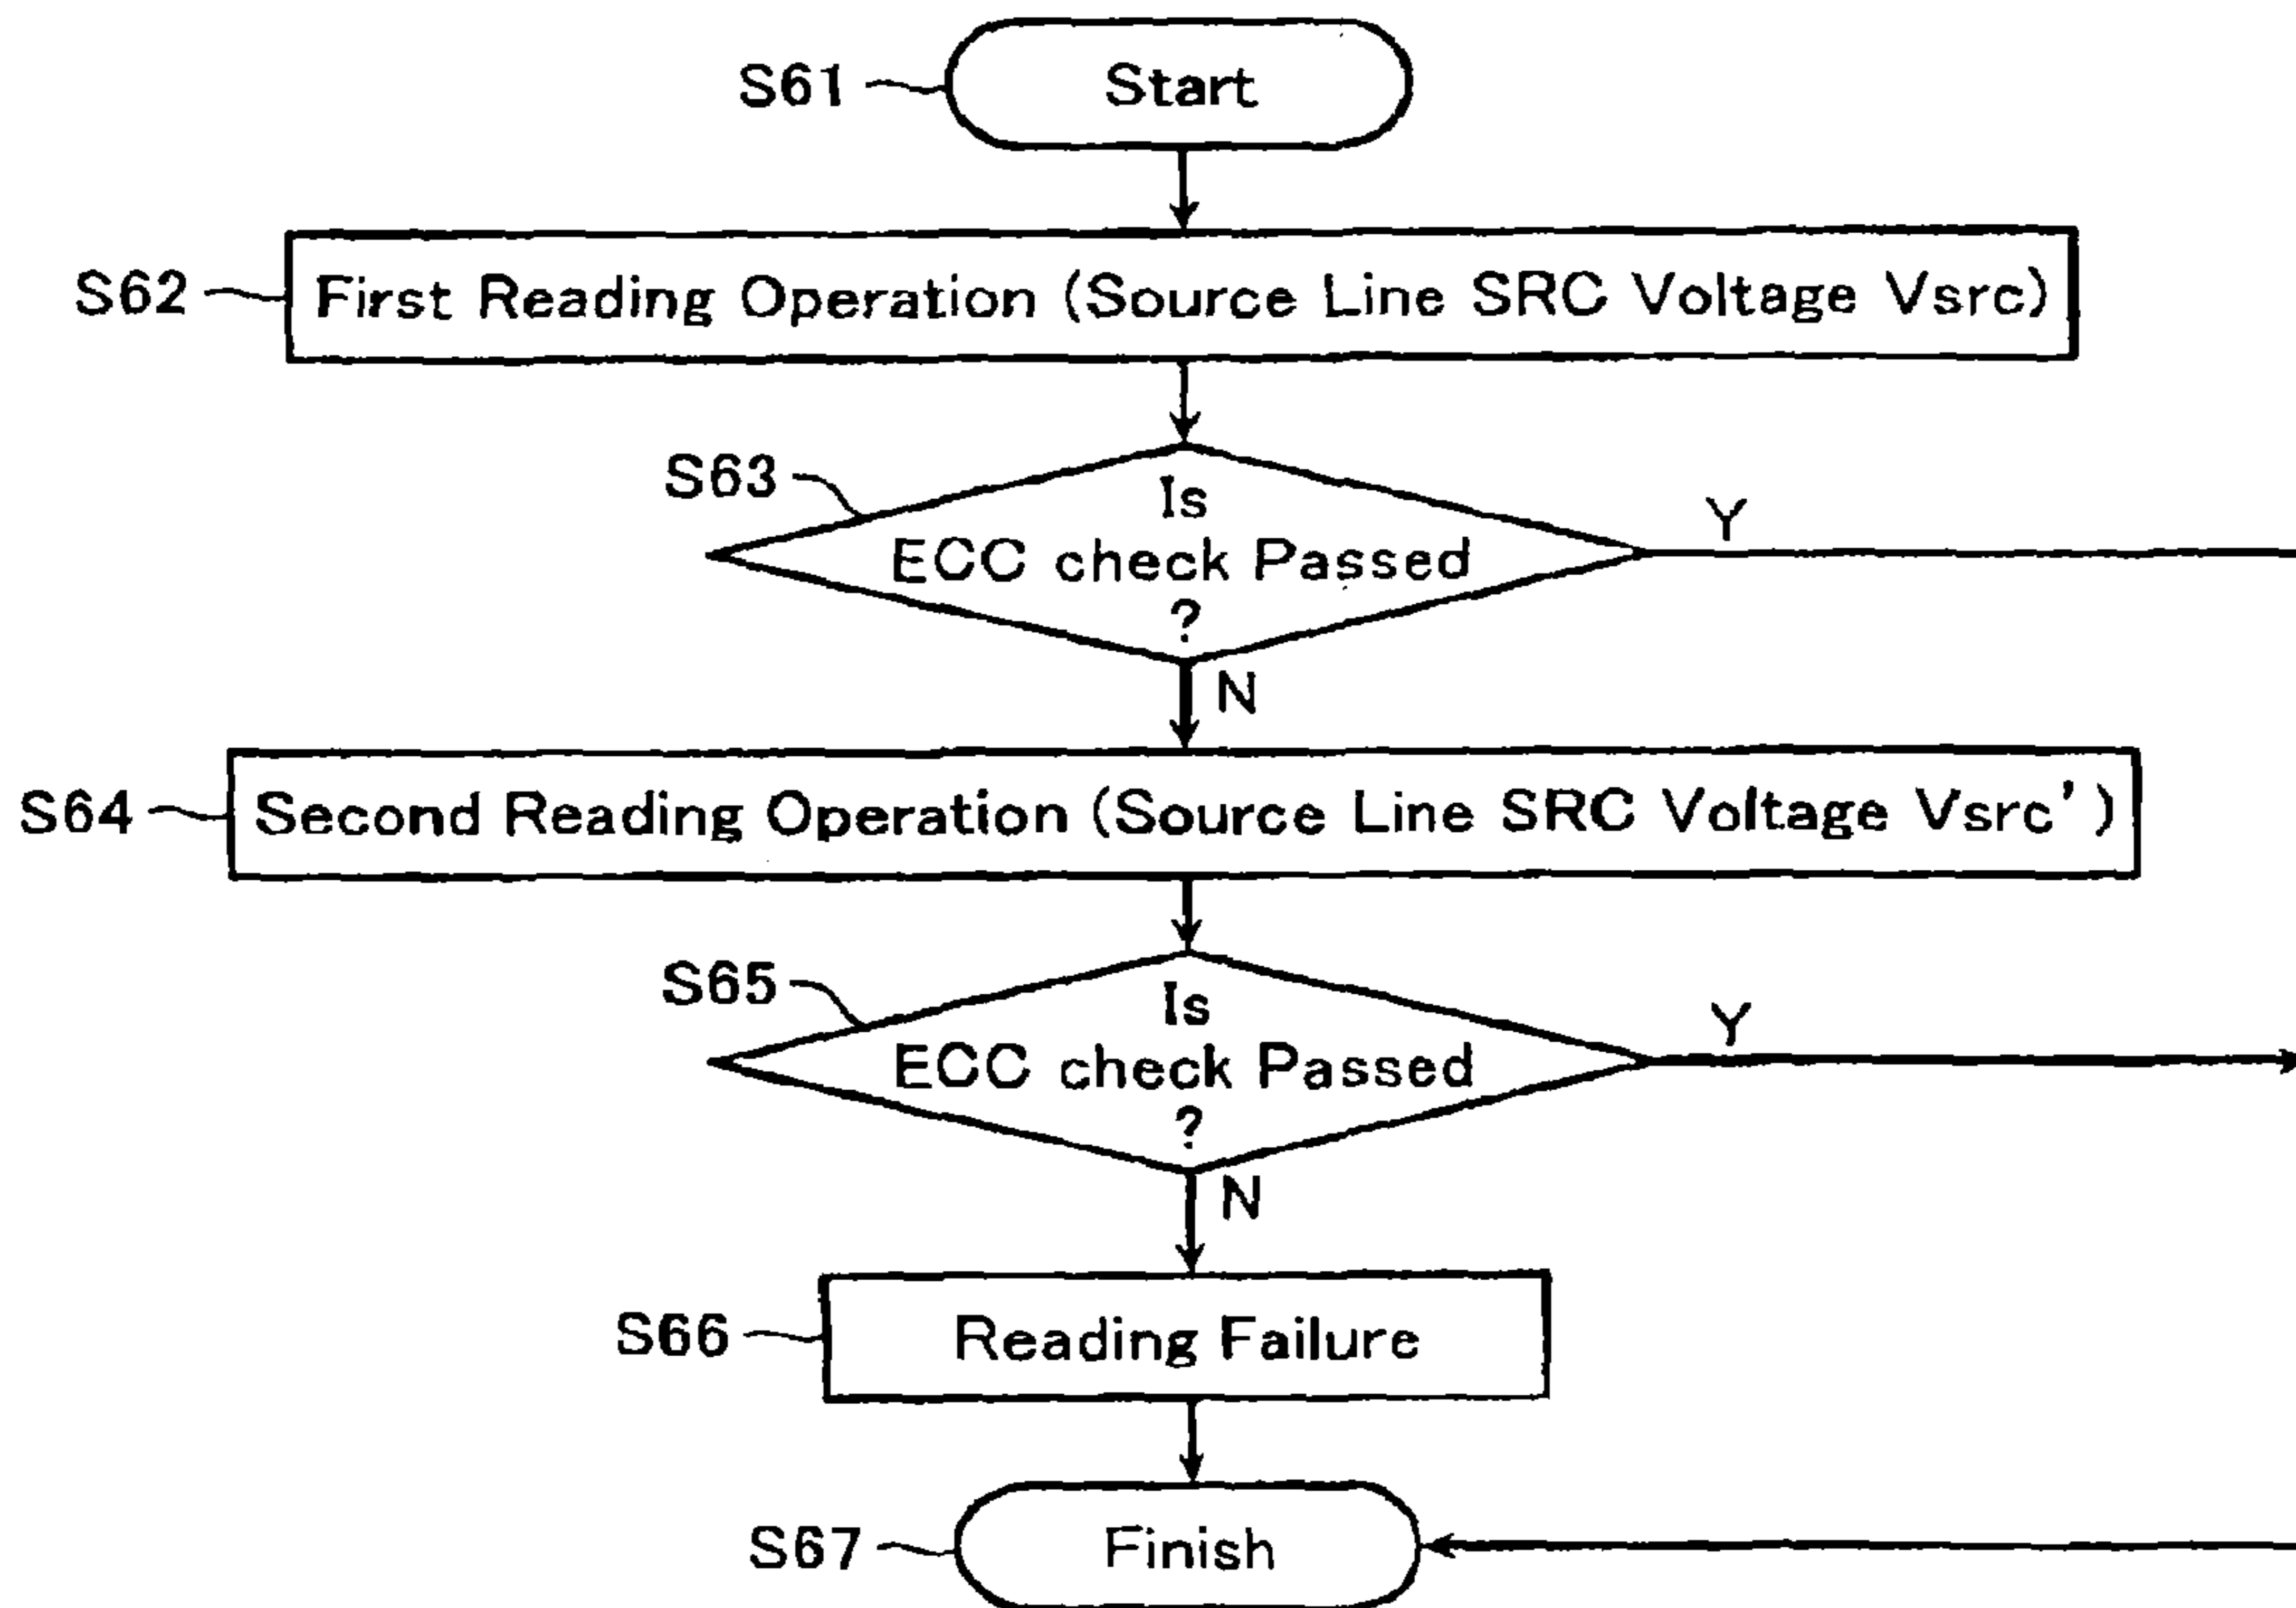 S61
Start
S62
First Reading Operation (Source Line SRC Voltage Vsrc)
S63
Is
ECC check Passed
?
Y
N
S64
Second Reading Operation (Source Line SRC Voltage Vsrc')
S65
Is
ECC check Passed
?
Y
N
S66
Reading Failure
S67
Finish